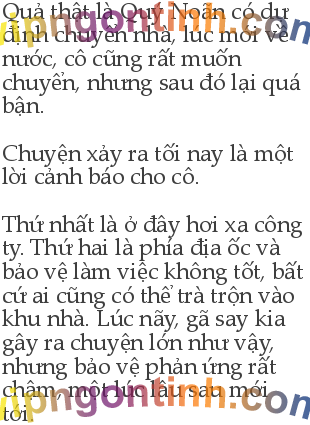 Quả thật là Quý Noãn có dự
định chuyển nhà, lúc mới về
nước, cô cũng rất muốn
chuyển, nhưng sau đó lại quá
bận.

Chuyện xảy ra tối nay là một
lời cảnh báo cho cô.

Thứ nhất là ở đây hơi xa công
ty. Thứ hai là phía địa ốc và
bảo vệ làm việc không tốt, bất
cứ ai cũng có thể trà trộn vào
khu nhà. Lúc nãy, gã say kia
gây ra chuyện lớn như vậy,
nhưng bảo vệ phản ứng rất
chậm, một lúc lâu sau mới
tới.